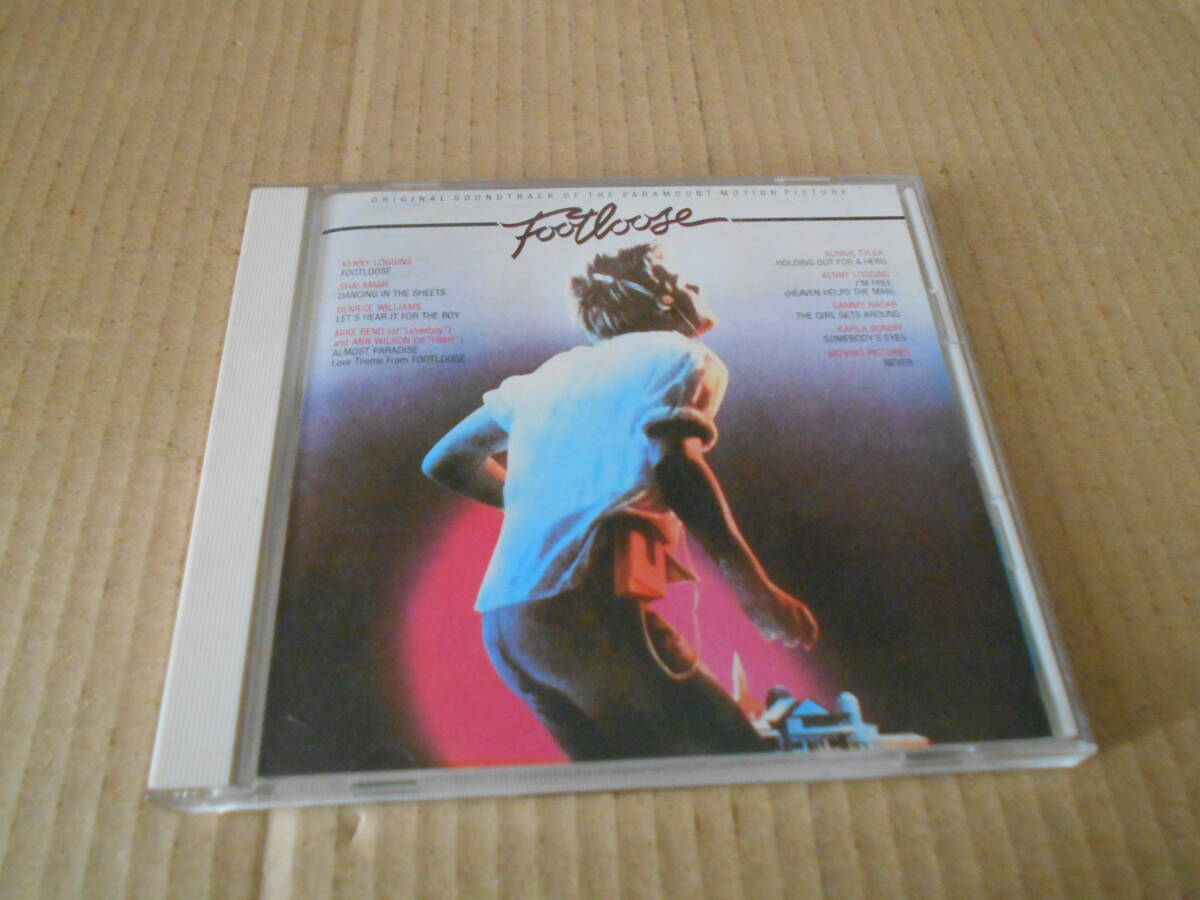 ORIGINAL SOUNDTRACK OF THE PARAMOUNT MOTION PICTURE
Footloose
KENNY LOGGINS
FOOTLOOSE
SHALAMAR
DANCING IN THE SHEETS
DENIECE WILLIAMS
LET'S HEAR IT FOR THE BOY
MIKE RENO (of "Loverboy")
and ANN WILSON (of "Heart")
ALMOST PARADISE
Love Theme From FOOTLOOSE
BONNIE TYLER
HOLDING OUT FOR A HERO
KENNY LOGGINS
I'M FREE
(HEAVEN HELPS THE MAN)
SAMMY HAGAR
THE GIRL GETS AROUND
KARLA BONOFF
SOMEBODY'S EYES
MOVING PICTURES
NEVER